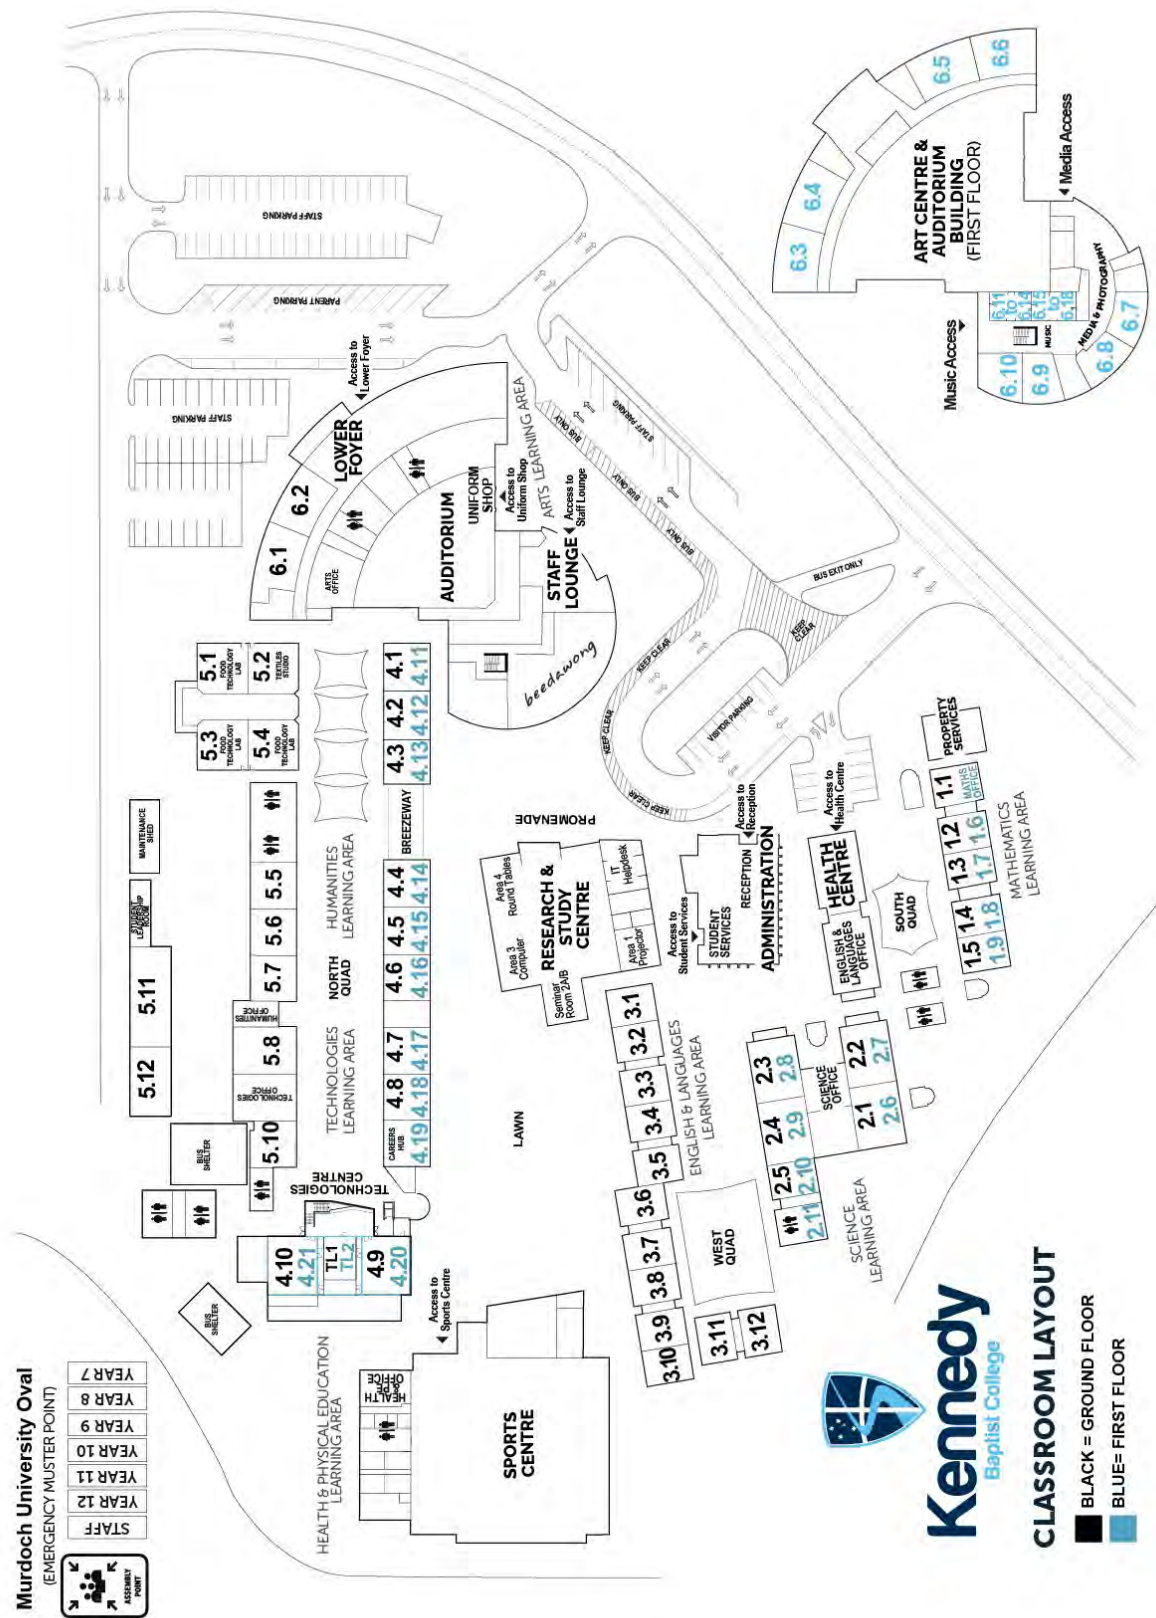 Murdoch University Oval
(EMERGENCY MUSTER POINT)
ASSEMBLY
POINT
STAFF
YEAR 12
YEAR 11
YEAR 10
YEAR 9
YEAR 8
YEAR 7
BUS
SHELTER
BUS
SHELTER
5.12
5.11
STUDENT
LEADERSHIP
ROOM
MAINTENANCE
SHED
STAFF PARKING
PARENT PARKING
STAFF PARKING
5.10
TECHNOLOGIES
OFFICE
5.8
HUMANITIES
OFFICE
5.7
5.6
5.5
5.3
FOOD
TECHNOLOGY
LAB
5.4
FOOD
TECHNOLOGY
LAB
5.1
FOOD
TECHNOLOGY
LAB
5.2
TEXTILES
STUDIO
4.10
4.21
TL1
TL2
4.9
4.20
TECHNOLOGIES
CENTRE
TECHNOLOGIES
LEARNING AREA
NORTH
QUAD
HUMANITIES
LEARNING AREA
CAREERS
HUB
4.19
4.8
4.18
4.7
4.17
4.6
4.16
4.5
4.15
4.4
4.14
BREEZEWAY
4.3
4.13
4.2
4.12
4.1
4.11
6.1
6.2
ARTS
OFFICE
LOWER
FOYER
Access to
Lower Foyer
AUDITORIUM
UNIFORM
SHOP
Access to
Uniform Shop
ARTS LEARNING AREA
STAFF
LOUNGE
Access to
Staff Lounge
beedawong
HEALTH & PHYSICAL EDUCATION
LEARNING AREA
HEALTH
OFFICE
Access to
Sports Centre
SPORTS
CENTRE
LAWN
PROMENADE
Area 3
Computer
Area 4
Round Tables
RESEARCH &
STUDY
CENTRE
Seminar
Room 2A/B
Area 1
Projector
IT
Helpdesk
3.1
3.2
3.3
3.4
3.5
3.6
3.7
3.8
3.9
3.10
3.11
3.12
ENGLISH & LANGUAGES
LEARNING AREA
WEST
QUAD
Access to
Student Services
STUDENT
SERVICES
RECEPTION
ADMINISTRATION
Access to
Reception
KEEP CLEAR
KEEP CLEAR
KEEP CLEAR
KEEP
CLEAR
VISITOR PARKING
BUS ONLY
BUS ONLY
BUS ONLY
STAFF PARKING
BUS EXIT ONLY
ENGLISH &
LANGUAGES
OFFICE
HEALTH
CENTRE
Access to
Health Centre
SOUTH
QUAD
2.3
2.8
2.4
2.9
2.5
2.10
2.11
SCIENCE
OFFICE
2.2
2.7
2.1
2.6
SCIENCE
LEARNING AREA
1.5
1.9
1.4
1.8
1.3
1.7
1.2
1.6
1.1
MATHS
OFFICE
PROPERTY
SERVICES
MATHEMATICS
LEARNING AREA
6.3
6.4
6.5
6.6
ART CENTRE &
AUDITORIUM
BUILDING
(FIRST FLOOR)
Media Access
Music Access
6.11
to
6.14
6.15
to
6.18
MUSIC
MEDIA & PHOTOGRAPHY
6.10
6.9
6.8
6.7
Kennedy
Baptist College
CLASSROOM LAYOUT
BLACK = GROUND FLOOR
BLUE= FIRST FLOOR